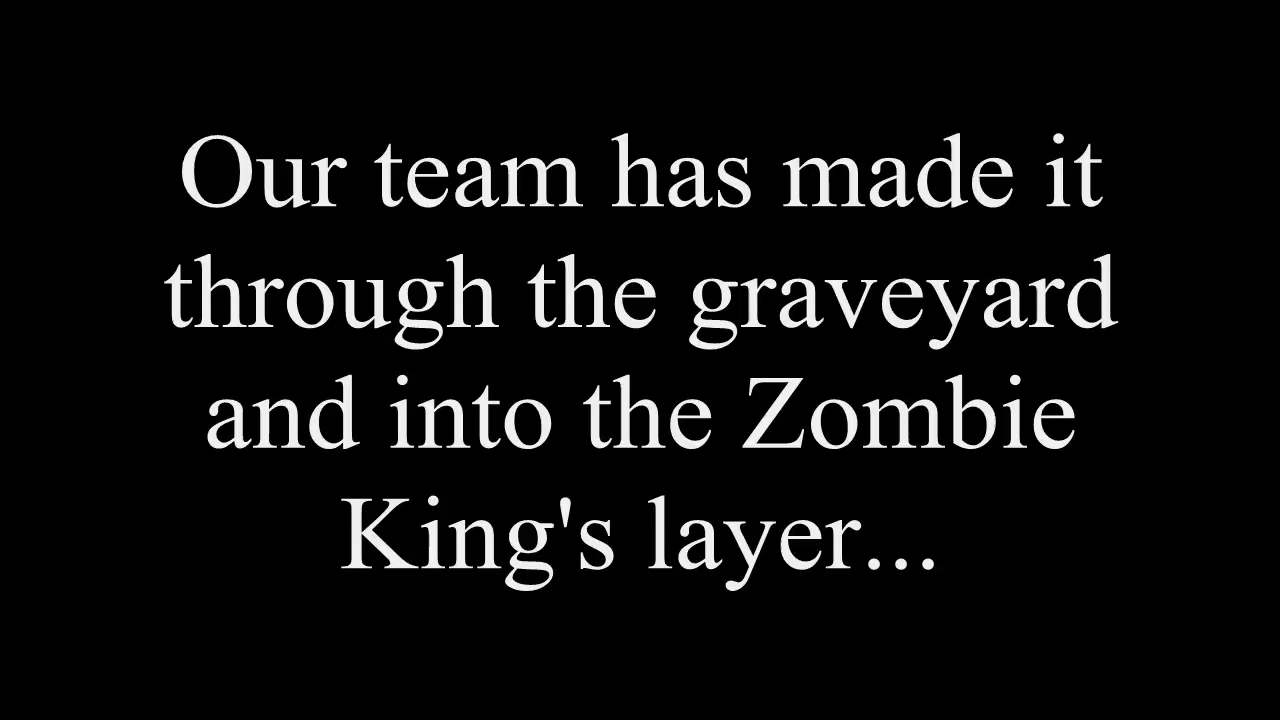 Our team has made it
through the graveyard
and into the Zombie
King's layer...